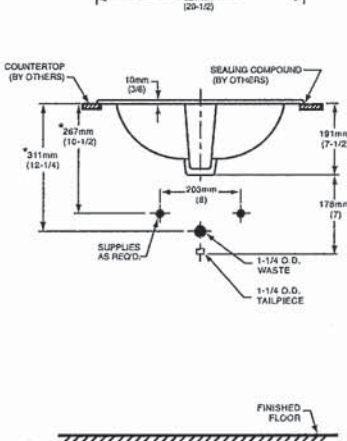 (20-1/2)
COUNTERTOP
(BY OTHERS)
10mm
(3/8)
SEALING COMPOUND
(BY OTHERS)
*267mm
(10-1/2)
*311mm
(12-1/4)
191mm
(7-1/2)
203mm
(8)
178mm
(7)
SUPPLIES
AS REQ'D.
1-1/4 O.D.
WASTE
1-1/4 O.D.
TAILPIECE
FINISHED
FLOOR